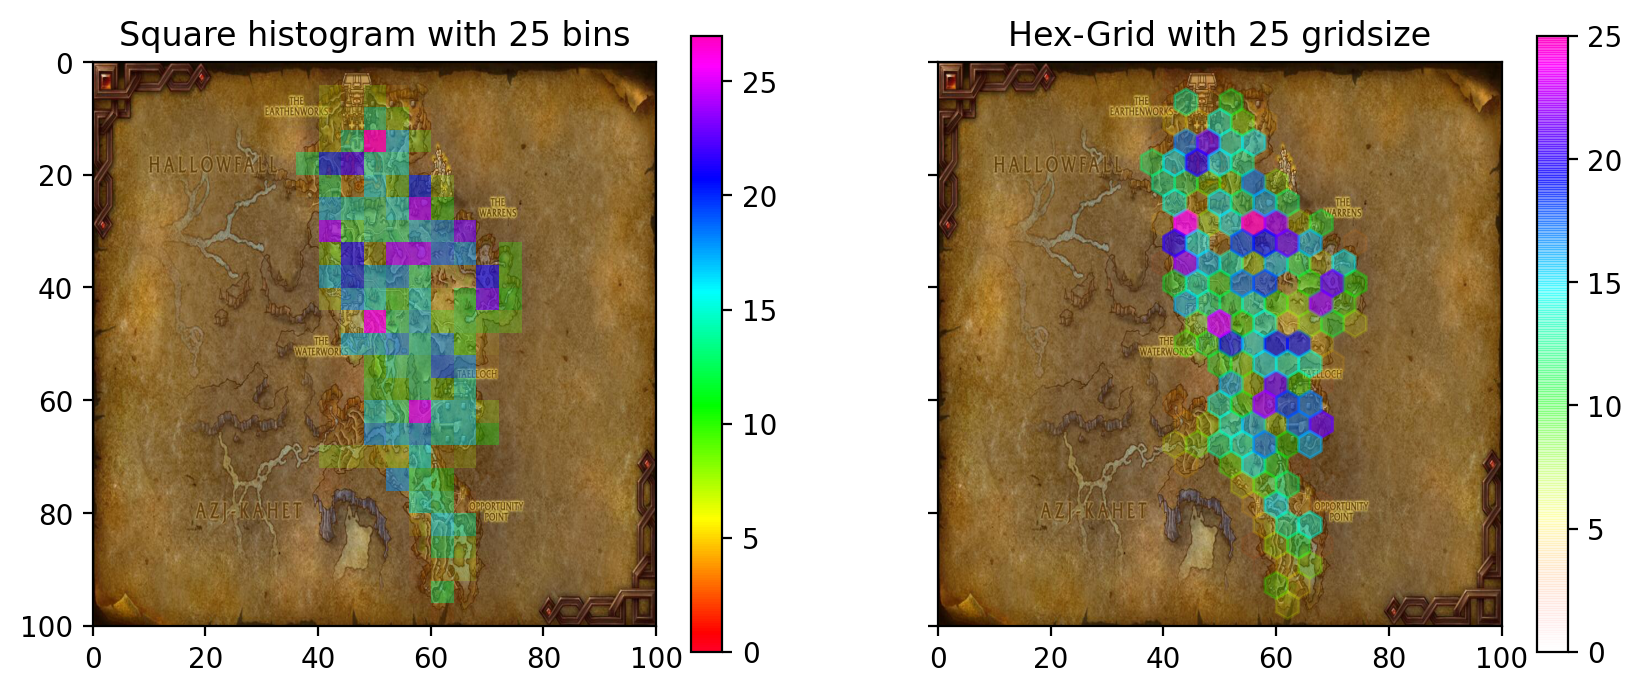 Square histogram with 25 bins
0
20
40
60
80
100
0
20
40
60
80
100
THE
EARTHENWORKS
HALLOWFALL
THE
WARRENS
THE
WATERWORKS
TAELLOCH
AZJ-KAHET
OPPORTUNITY
POINT
25
20
15
10
5
0
Hex-Grid with 25 gridsize
0
20
40
60
80
100
THE
EARTHENWORKS
HALLOWFALL
THE
WARRENS
THE
WATERWORKS
TAELLOCH
AZJ-KAHET
OPPORTUNITY
POINT
25
20
15
10
5
0